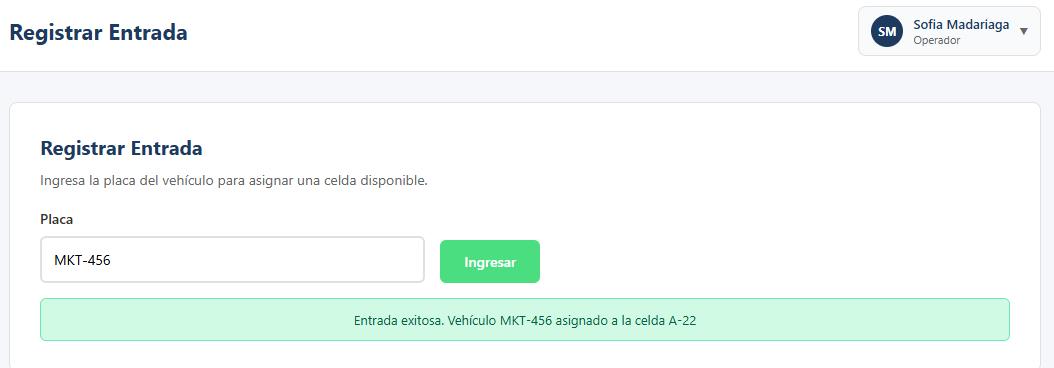 Registrar Entrada
SM
Sofia Madariaga
Operador
Registrar Entrada
Ingresa la placa del vehículo para asignar una celda disponible.
Placa
MKT-456
Ingresar
Entrada exitosa. Vehículo MKT-456 asignado a la celda A-22